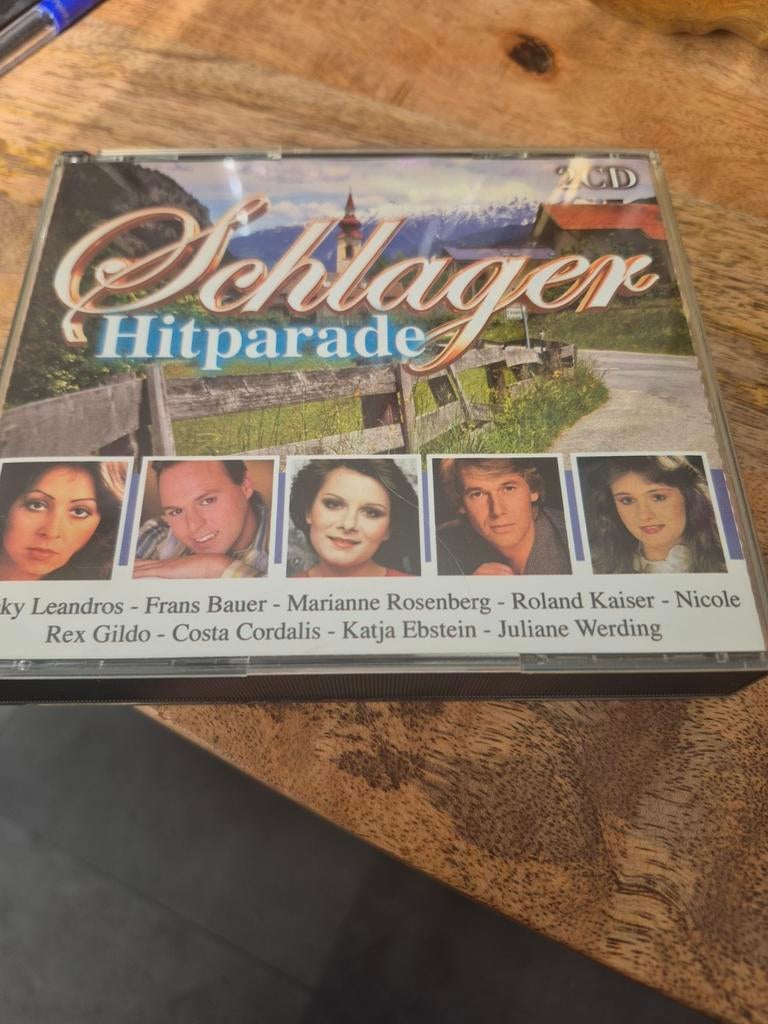 2CD
Schlager
Hitparade
ky Leandros - Frans Bauer - Marianne Rosenberg - Roland Kaiser - Nicole
Rex Gildo - Costa Cordalis - Katja Ebstein - Juliane Werding